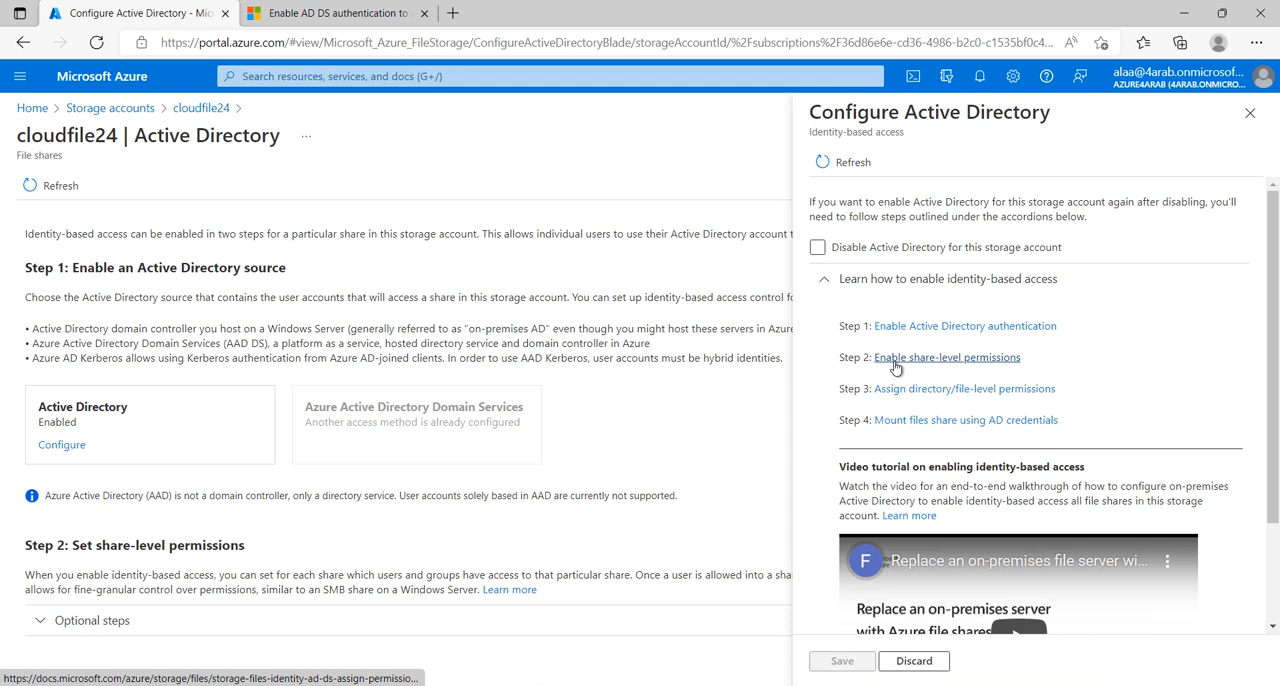 Configure Active Directory - Mic
Enable AD DS authentication to
https://portal.azure.com/#view/Microsoft_Azure_FileStorage/ConfigureActiveDirectoryBlade/storageAccountId/%2Fsubscriptions%2F36d86e6e-cd36-4986-b2c0-c1535bf0c4...
Microsoft Azure
Search resources, services, and docs (G+/)
alaa@4arab.onmicrosof...
AZURE4ARAB (4ARAB.ONMICRO...
Home > Storage accounts > cloudfile24 >
cloudfile24 | Active Directory ...
File shares
Refresh
Identity-based access can be enabled in two steps for a particular share in this storage account. This allows individual users to use their Active Directory account t
Step 1: Enable an Active Directory source
Choose the Active Directory source that contains the user accounts that will access a share in this storage account. You can set up identity-based access control fo
• Active Directory domain controller you host on a Windows Server (generally referred to as "on-premises AD" even though you might host these servers in Azure
• Azure Active Directory Domain Services (AAD DS), a platform as a service, hosted directory service and domain controller in Azure
• Azure AD Kerberos allows using Kerberos authentication from Azure AD-joined clients. In order to use AAD Kerberos, user accounts must be hybrid identities.
Active Directory
Enabled
Configure
Azure Active Directory Domain Services
Another access method is already configured
Azure Active Directory (AAD) is not a domain controller, only a directory service. User accounts solely based in AAD are currently not supported.
Step 2: Set share-level permissions
When you enable identity-based access, you can set for each share which users and groups have access to that particular share. Once a user is allowed into a sha
allows for fine-granular control over permissions, similar to an SMB share on a Windows Server. Learn more
Optional steps
https://docs.microsoft.com/azure/storage/files/storage-files-identity-ad-ds-assign-permissio...
Configure Active Directory
Identity-based access
Refresh
If you want to enable Active Directory for this storage account again after disabling, you'll
need to follow steps outlined under the accordions below.
Disable Active Directory for this storage account
Learn how to enable identity-based access
Step 1: Enable Active Directory authentication
Step 2: Enable share-level permissions
Step 3: Assign directory/file-level permissions
Step 4: Mount files share using AD credentials
Video tutorial on enabling identity-based access
Watch the video for an end-to-end walkthrough of how to configure on-premises
Active Directory to enable identity-based access all file shares in this storage
account. Learn more
F
Replace an on-premises file server wi...
Replace an on-premises server
with Azure file shares
Save
Discard